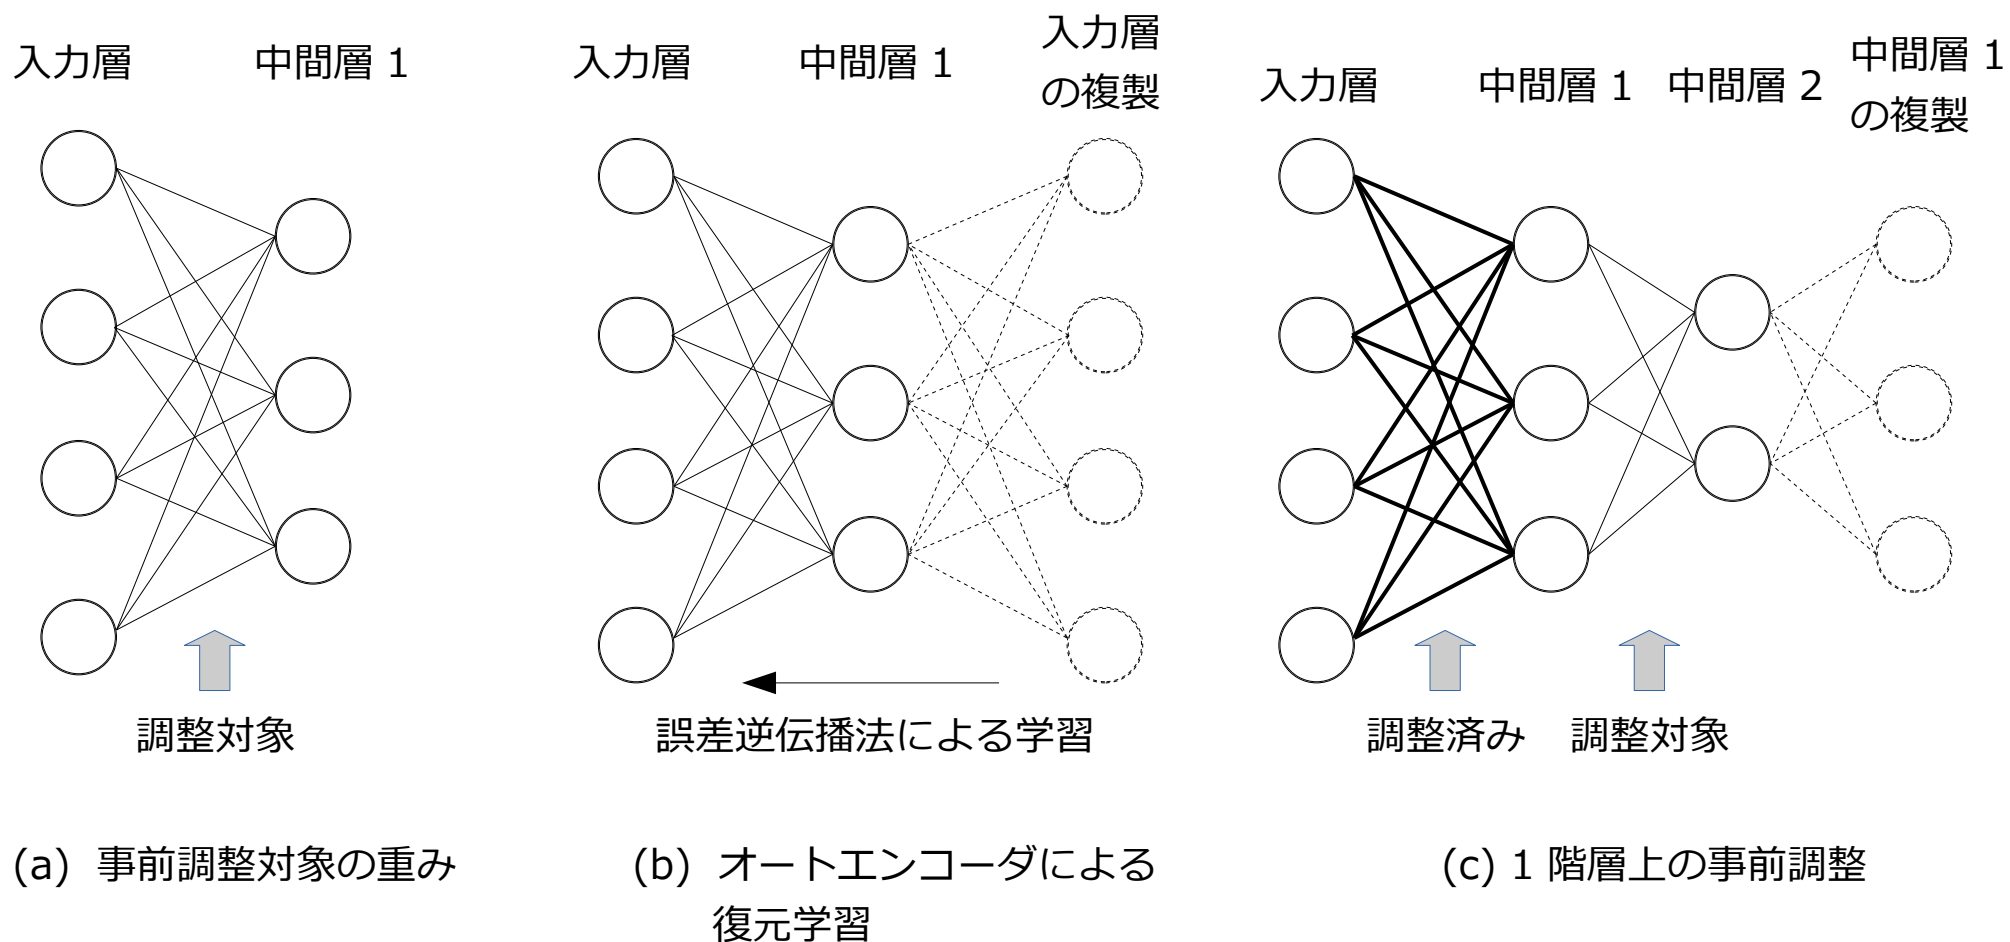 入力層
中間層 1
調整対象
(a) 事前調整対象の重み
入力層
中間層 1
入力層
の複製
誤差逆伝播法による学習
(b) オートエンコーダによる
復元学習
入力層
中間層 1
中間層 2
中間層 1
の複製
調整済み
調整対象
(c) 1 階層上の事前調整